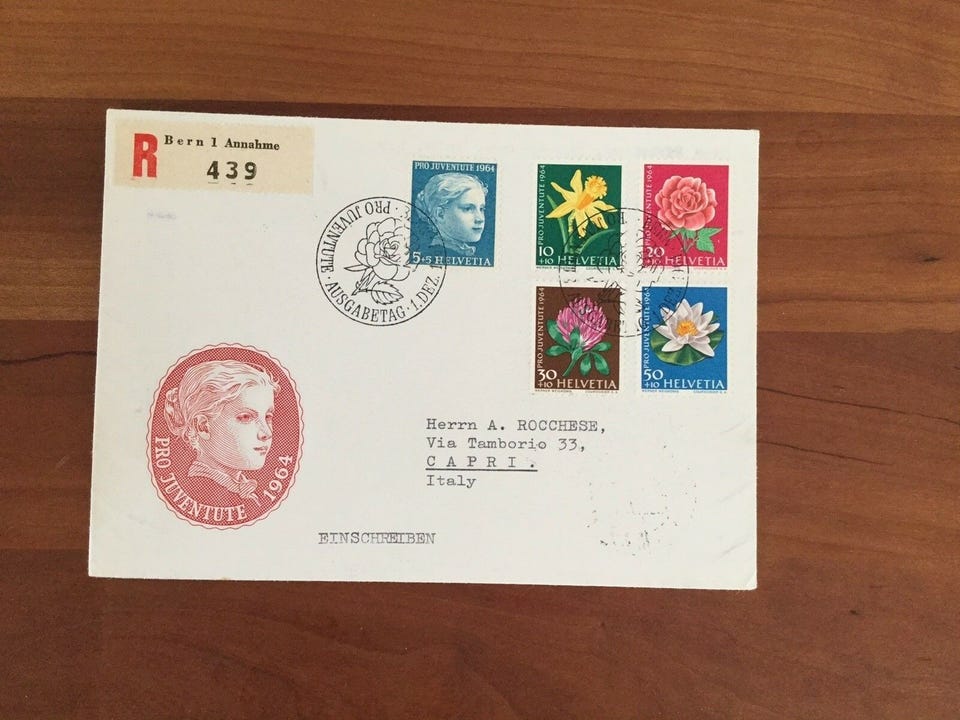 R Bern 1 Annahme
439
PRO JUVENTUTE 1964
5+5 HELVETIA
PRO JUVENTUTE 1964
10
+10
PRO JUVENTUTE 1964
20
+10 HELVETIA
PRO JUVENTUTE 1964
30
+10 HELVETIA
PRO JUVENTUTE 1964
50
+10 HELVETIA
PRO JUVENTUTE · AUSGABETAG · 1. DEZ.
Herrn A. ROCCHESE,
Via Tamborio 33,
CAPRI.
Italy
PRO JUVENTUTE 1964
EINSCHREIBEN